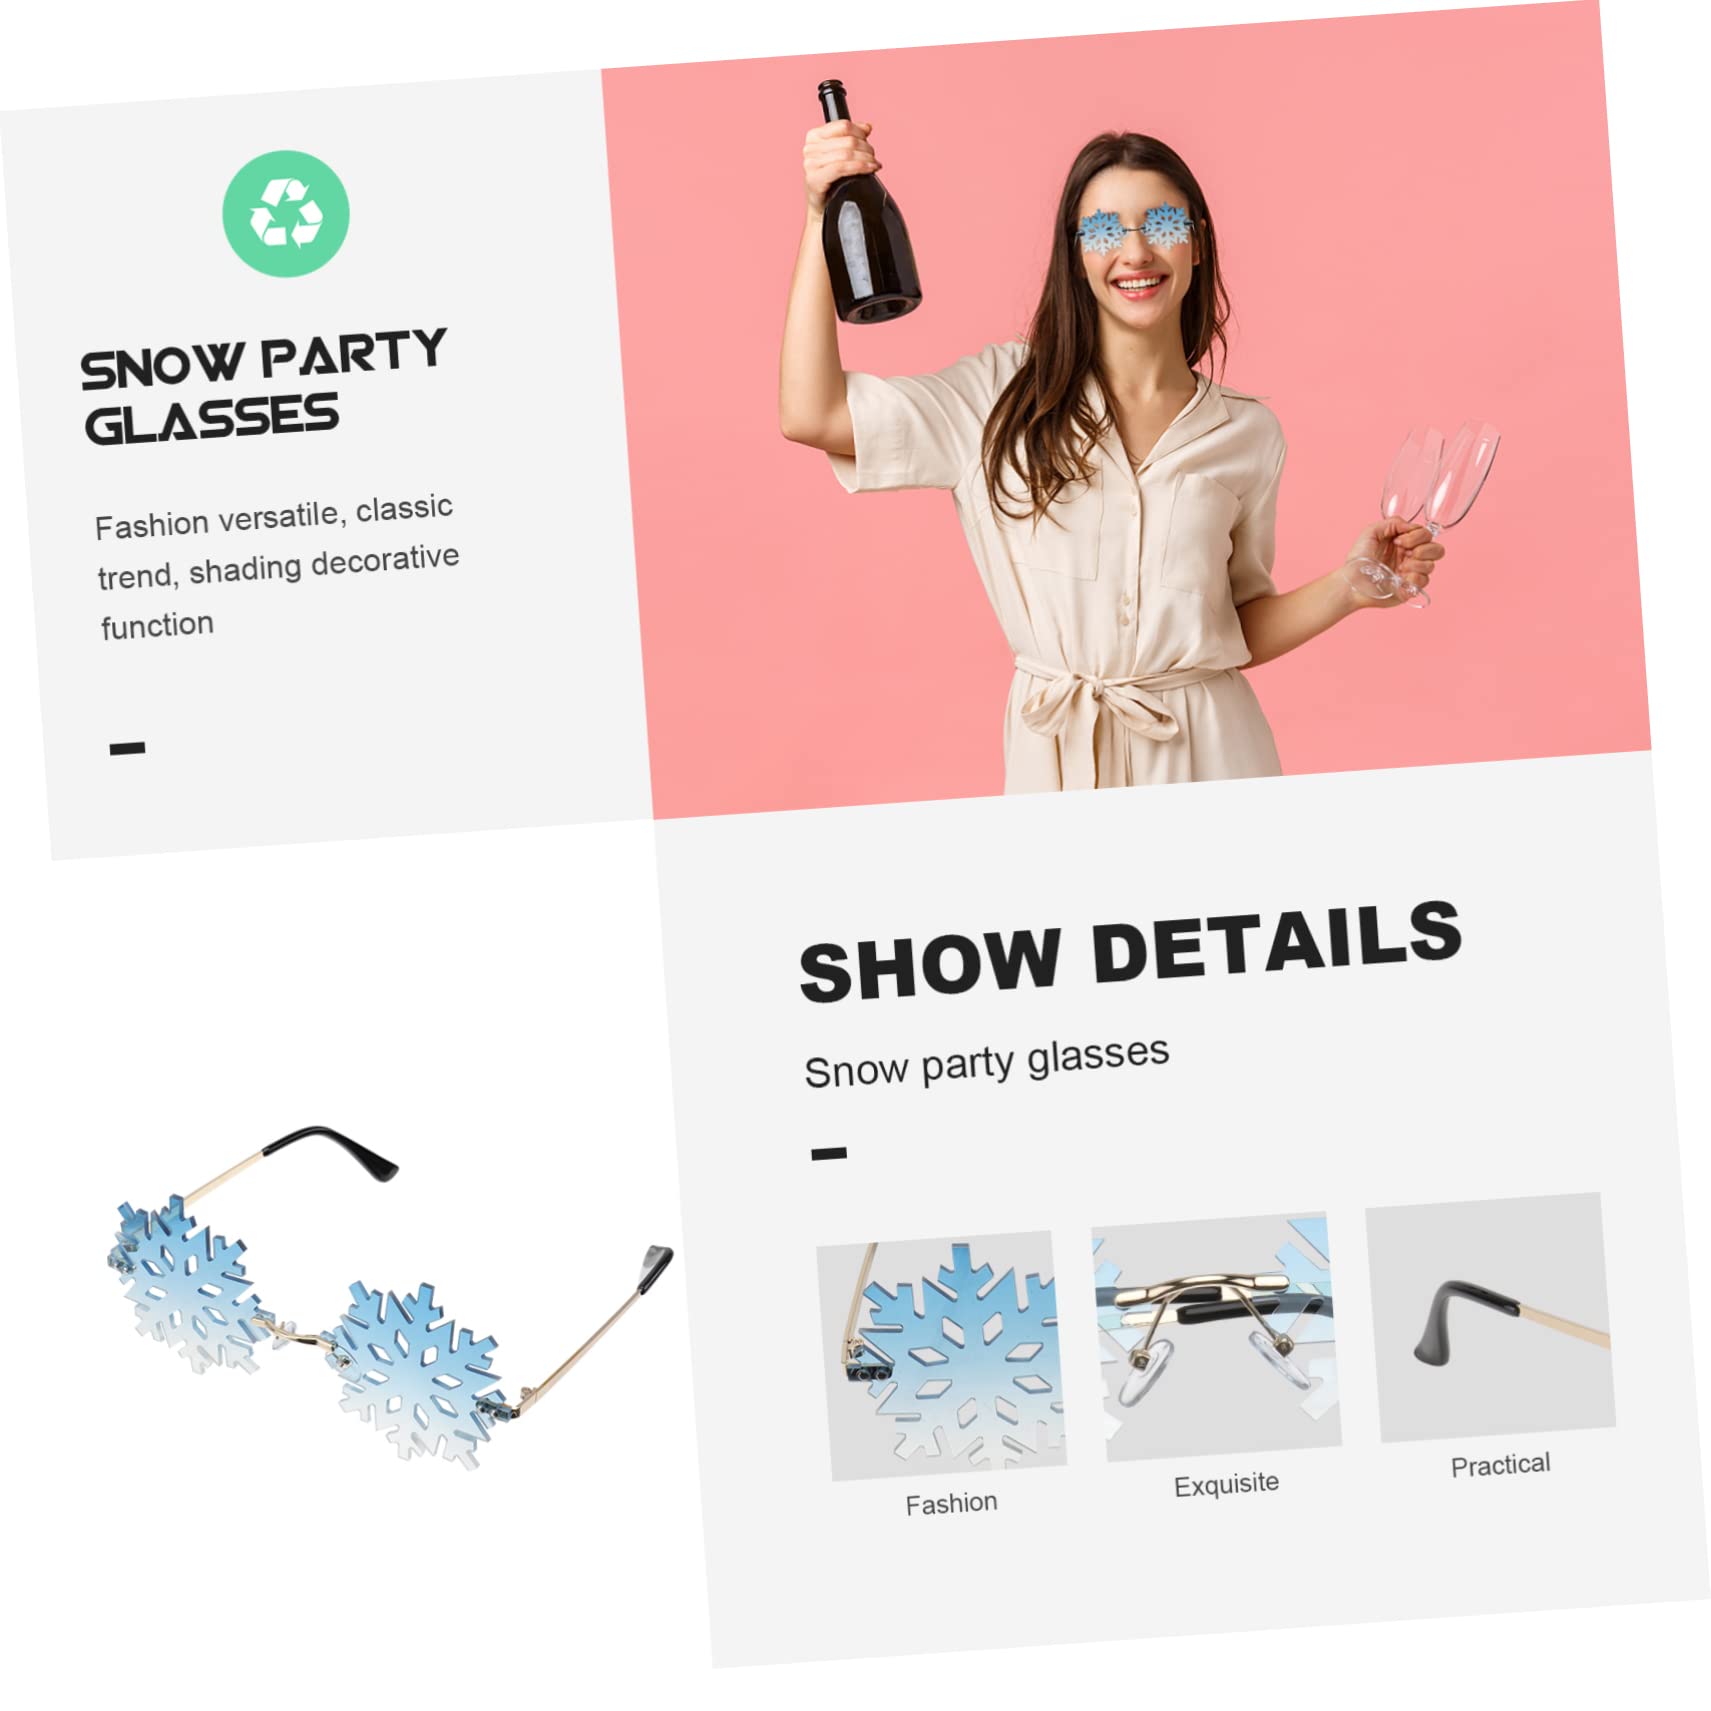 SNOW PARTY
GLASSES
Fashion versatile, classic
trend, shading decorative
function
SHOW DETAILS
Snow party glasses
Fashion
Exquisite
Practical